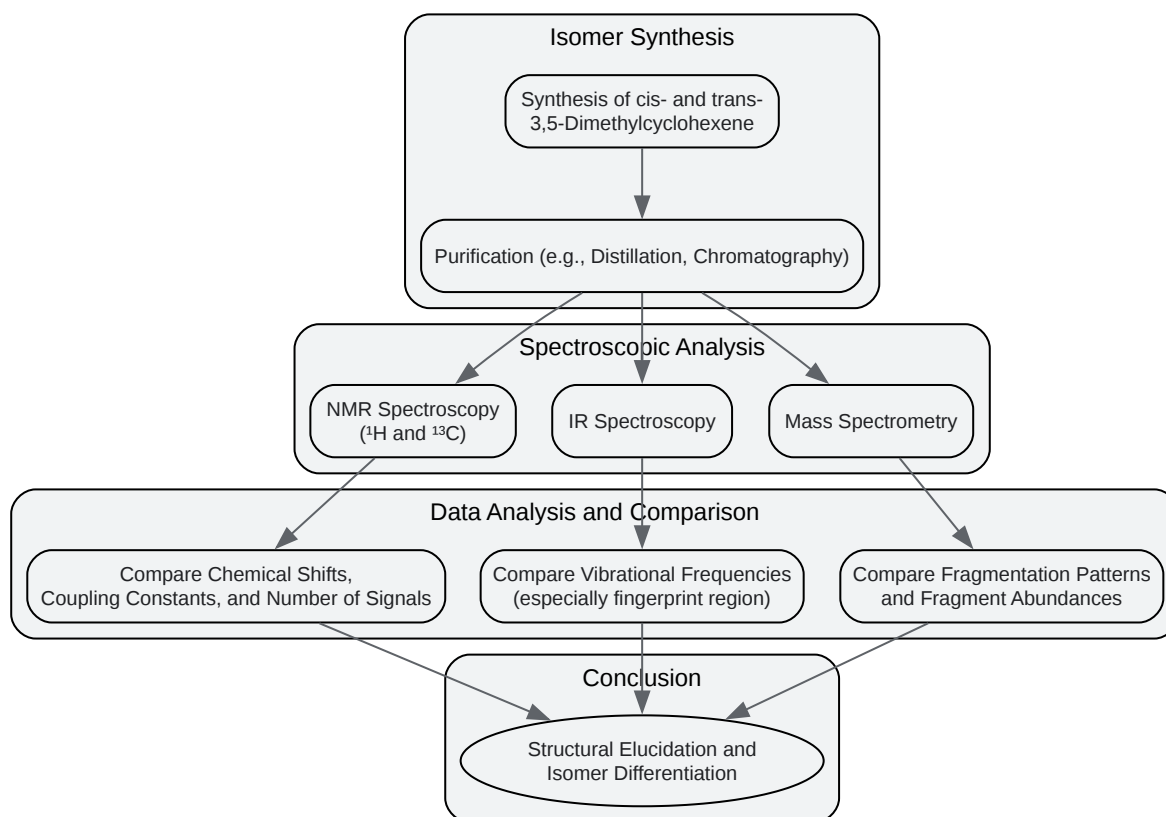 Isomer Synthesis
Synthesis of cis- and trans-
3,5-Dimethylcyclohexene
Purification (e.g., Distillation, Chromatography)
Spectroscopic Analysis
NMR Spectroscopy
(¹H and ¹³C)
IR Spectroscopy
Mass Spectrometry
Data Analysis and Comparison
Compare Chemical Shifts,
Coupling Constants, and Number of Signals
Compare Vibrational Frequencies
(especially fingerprint region)
Compare Fragmentation Patterns
and Fragment Abundances
Conclusion
Structural Elucidation and
Isomer Differentiation